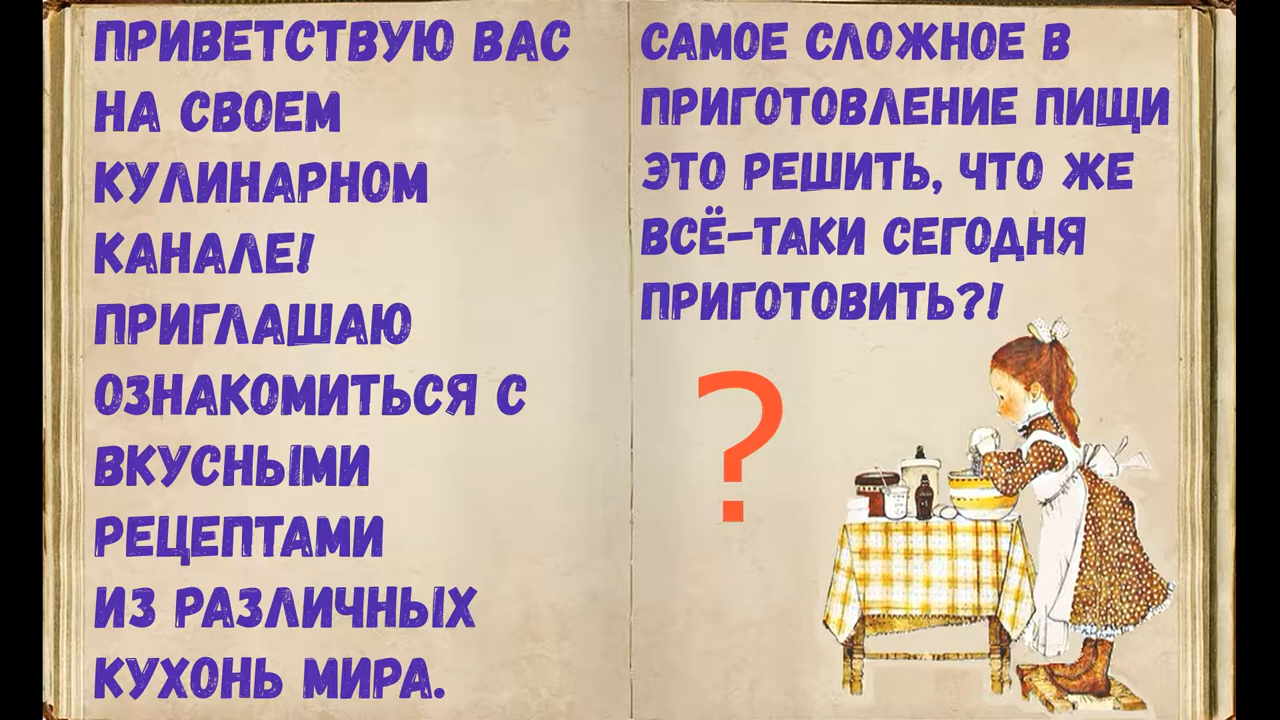 ПРИВЕТСТВУЮ ВАС
НА СВОЕМ
КУЛИНАРНОМ
КАНАЛЕ!
ПРИГЛАШАЮ
ОЗНАКОМИТЬСЯ С
ВКУСНЫМИ
РЕЦЕПТАМИ
ИЗ РАЗЛИЧНЫХ
КУХОНЬ МИРА.
САМОЕ СЛОЖНОЕ В
ПРИГОТОВЛЕНИЕ ПИЩИ
ЭТО РЕШИТЬ, ЧТО ЖЕ
ВСЁ-ТАКИ СЕГОДНЯ
ПРИГОТОВИТЬ?!
?